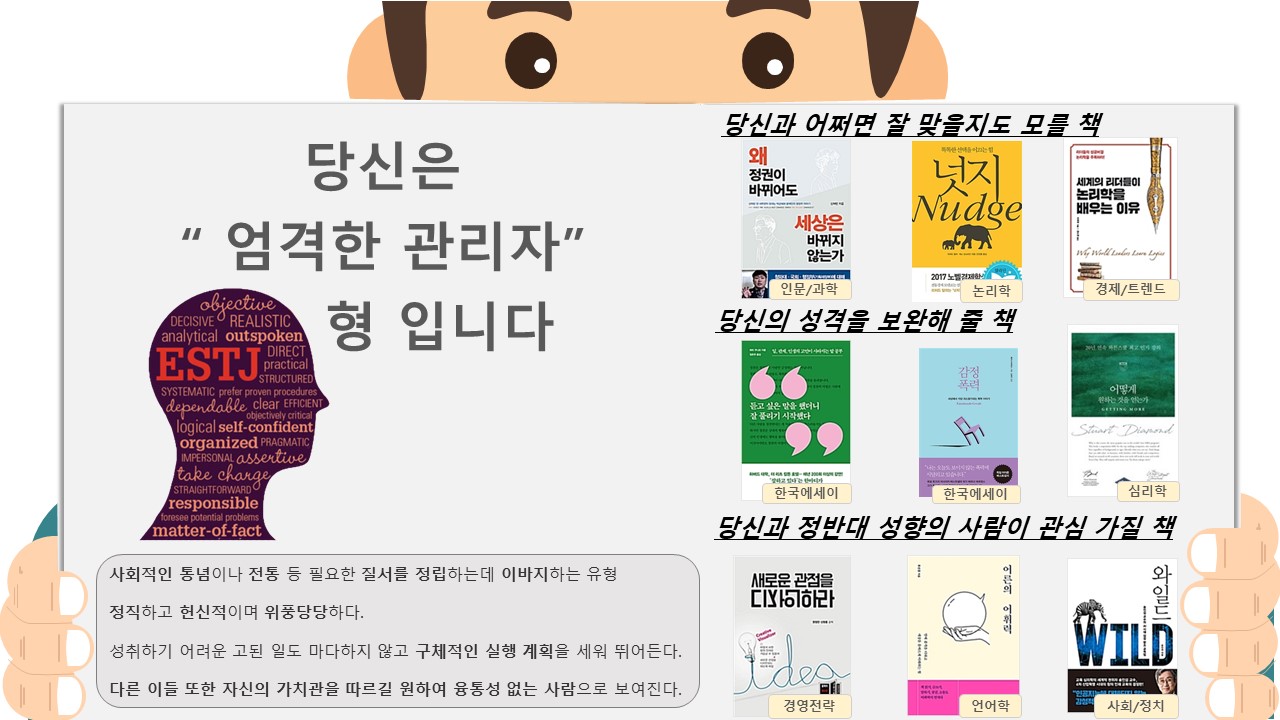 당신은
“ 엄격한 관리자”
형 입니다
objective
DECISIVE REALISTIC
analytical outspoken
ESTJ DIRECT
practical
STRUCTURED
SYSTEMATIC prefer proven procedures
dependable clear EFFICIENT
objectively critical
logical self-confident
organized PRAGMATIC
IMPERSONAL assertive
take charge
STRAIGHTFORWARD
responsible
foresee potential problems
matter-of-fact
사회적인 통념이나 전통 등 필요한 질서를 정립하는데 이바지하는 유형
정직하고 헌신적이며 위풍당당하다.
성취하기 어려운 고된 일도 마다하지 않고 구체적인 실행 계획을 세워 뛰어든다.
다른 이들 또한 자신의 가치관을 따르도록 해 융통성 없는 사람으로 보여진다.
당신과 어쩌면 잘 맞을지도 모를 책
왜
정권이
바뀌어도
세상은
바뀌지
않는가
인문/과학
똑똑한 선택을 이끄는 힘
넛지
Nudge
2017 노벨경제학상
논리학
세계의 리더들이
논리학을
배우는 이유
Why World Leaders Learn Logics
경제/트렌드
당신의 성격을 보완해 줄 책
듣고 싶은 말을 했더니
잘 풀리기 시작했다
한국에세이
감정
폭력
한국에세이
어떻게
원하는 것을 얻는가
GETTING MORE
Stuart Diamond
심리학
당신과 정반대 성향의 사람이 관심 가질 책
새로운 관점을
디자인하라
Creative
idea
경영전략
어른의 어휘력
언어학
와일드
WILD
사회/정치